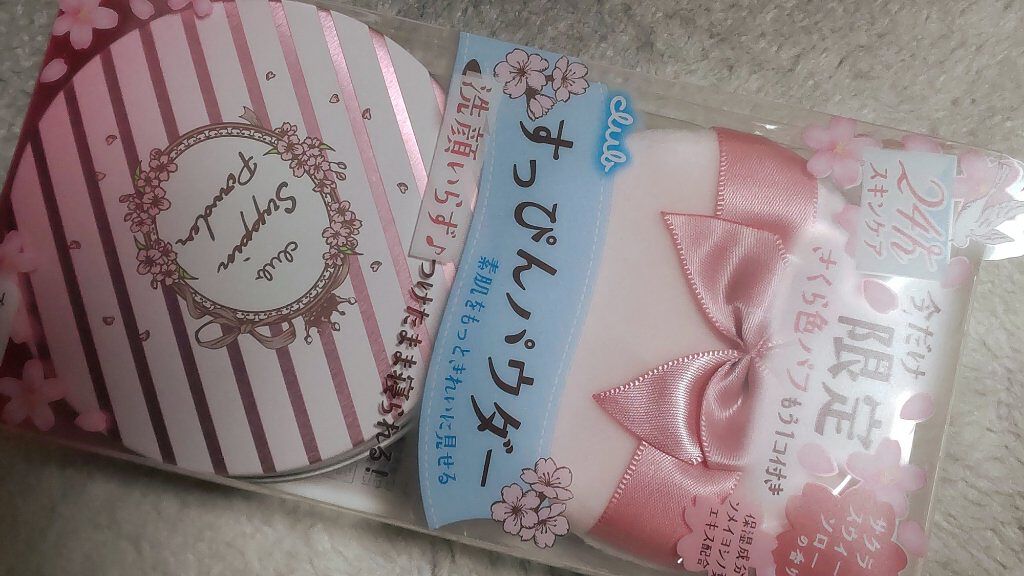 24h
スキンケア
今だけ
限定
さくら色パフもう1コ付き
club
すっぴんパウダー
素肌をもっときれいに見せる
洗顔いらず♪
つけたまま寝られる!
club
Suppin
Powder
サクラ
スウィート
ソロー
の香り
保湿成分
ソメイヨシノ
エキス配合